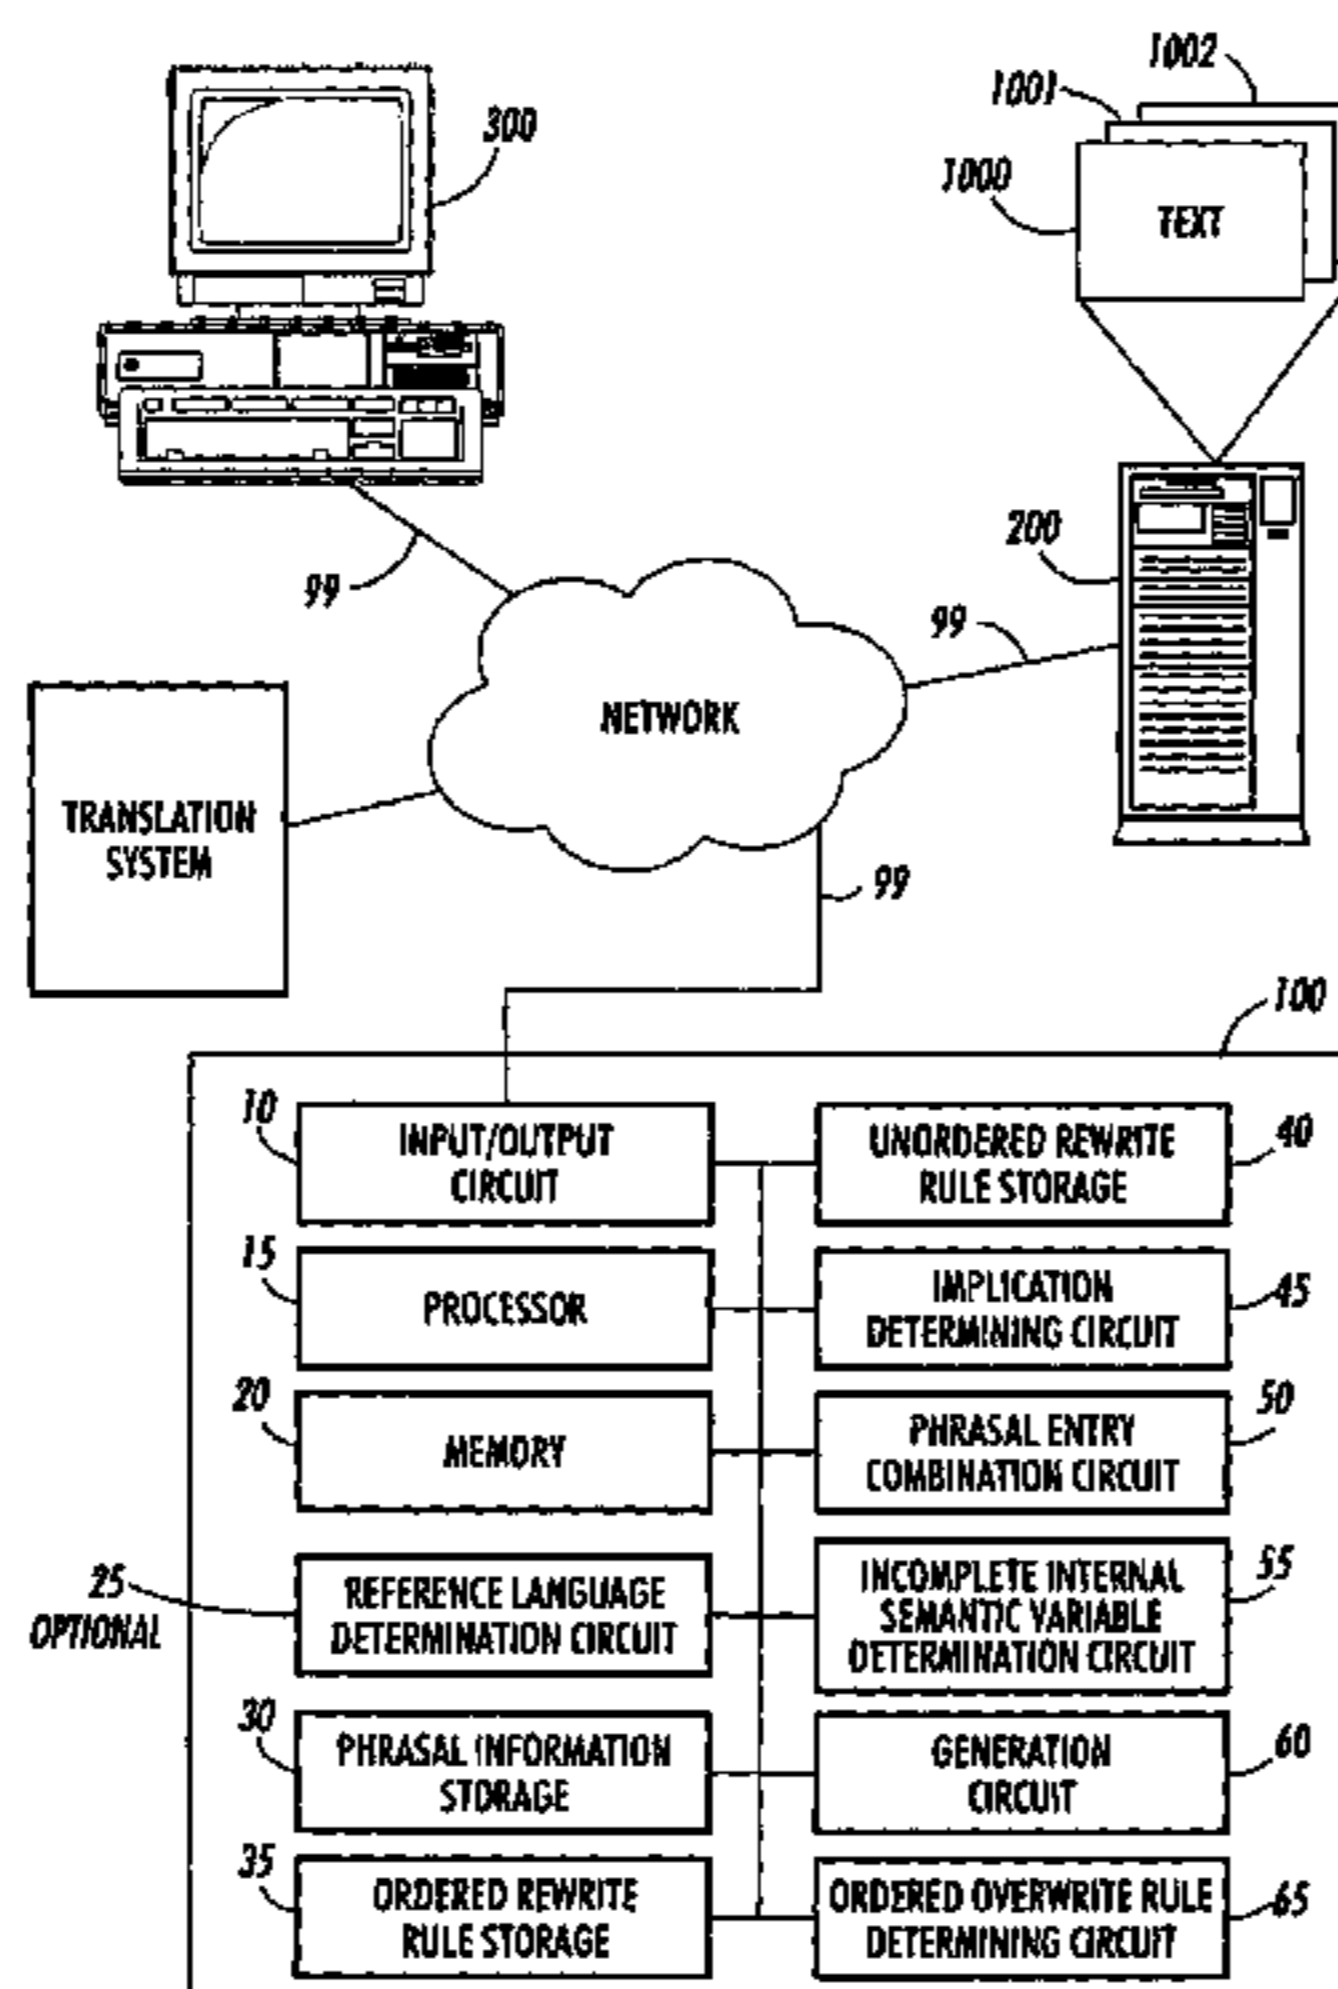 1002
1001
1000
TEXT
300
200
99
99
NETWORK
TRANSLATION
SYSTEM
99
100
10
INPUT/OUTPUT
CIRCUIT
UNORDERED REWRITE
RULE STORAGE
40
15
PROCESSOR
IMPLICATION
DETERMINING CIRCUIT
45
20
MEMORY
PHRASAL ENTRY
COMBINATION CIRCUIT
50
25
OPTIONAL
REFERENCE LANGUAGE
DETERMINATION CIRCUIT
INCOMPLETE INTERNAL
SEMANTIC VARIABLE
DETERMINATION CIRCUIT
55
30
PHRASAL INFORMATION
STORAGE
GENERATION
CIRCUIT
60
35
ORDERED REWRITE
RULE STORAGE
ORDERED OVERWRITE RULE
DETERMINING CIRCUIT
65